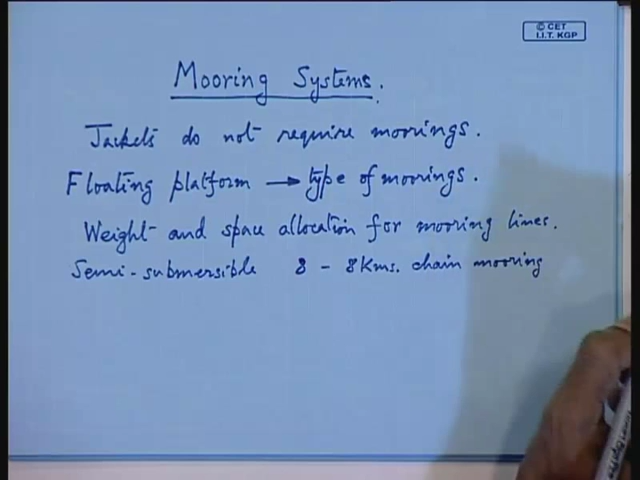 © CET
I.I.T. KGP
Mooring Systems.
Jackets do not require moorings.
Floating platform → type of moorings.
Weight and space allocation for mooring lines.
Semi-submersible 8 - 8 Kms. chain mooring